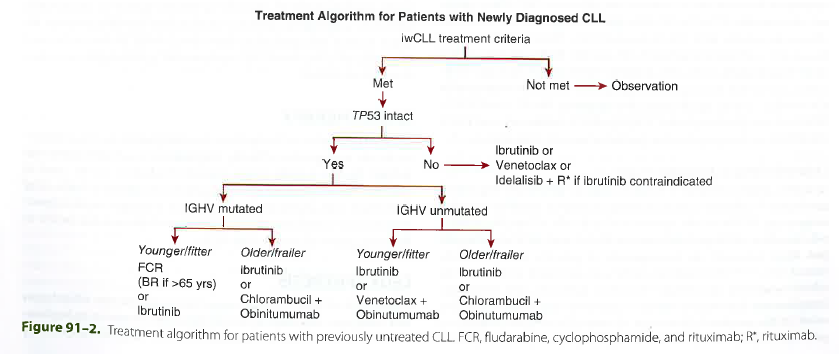 Treatment Algorithm for Patients with Newly Diagnosed CLL
iwCLL treatment criteria
Met
Not met
Observation
TP53 intact
Yes
No
Ibrutinib or
Venetoclax or
Idelalisib + R* if ibrutinib contraindicated
IGHV mutated
IGHV unmutated
Younger/fitter
FCR
(BR if >65 yrs)
or
Ibrutinib
Older/frailer
ibrutinib
or
Chlorambucil +
Obinitumumab
Younger/fitter
Ibrutinib
or
Venetoclax +
Obinutumumab
Older/frailer
Ibrutinib
or
Chiorambucil +
Obinutumumab
Figure 91–2. Treatment algorithm for patients with previously untreated CLL. FCR, fludarabine, cyclophosphamide, and rituximab; R*, rituximab.